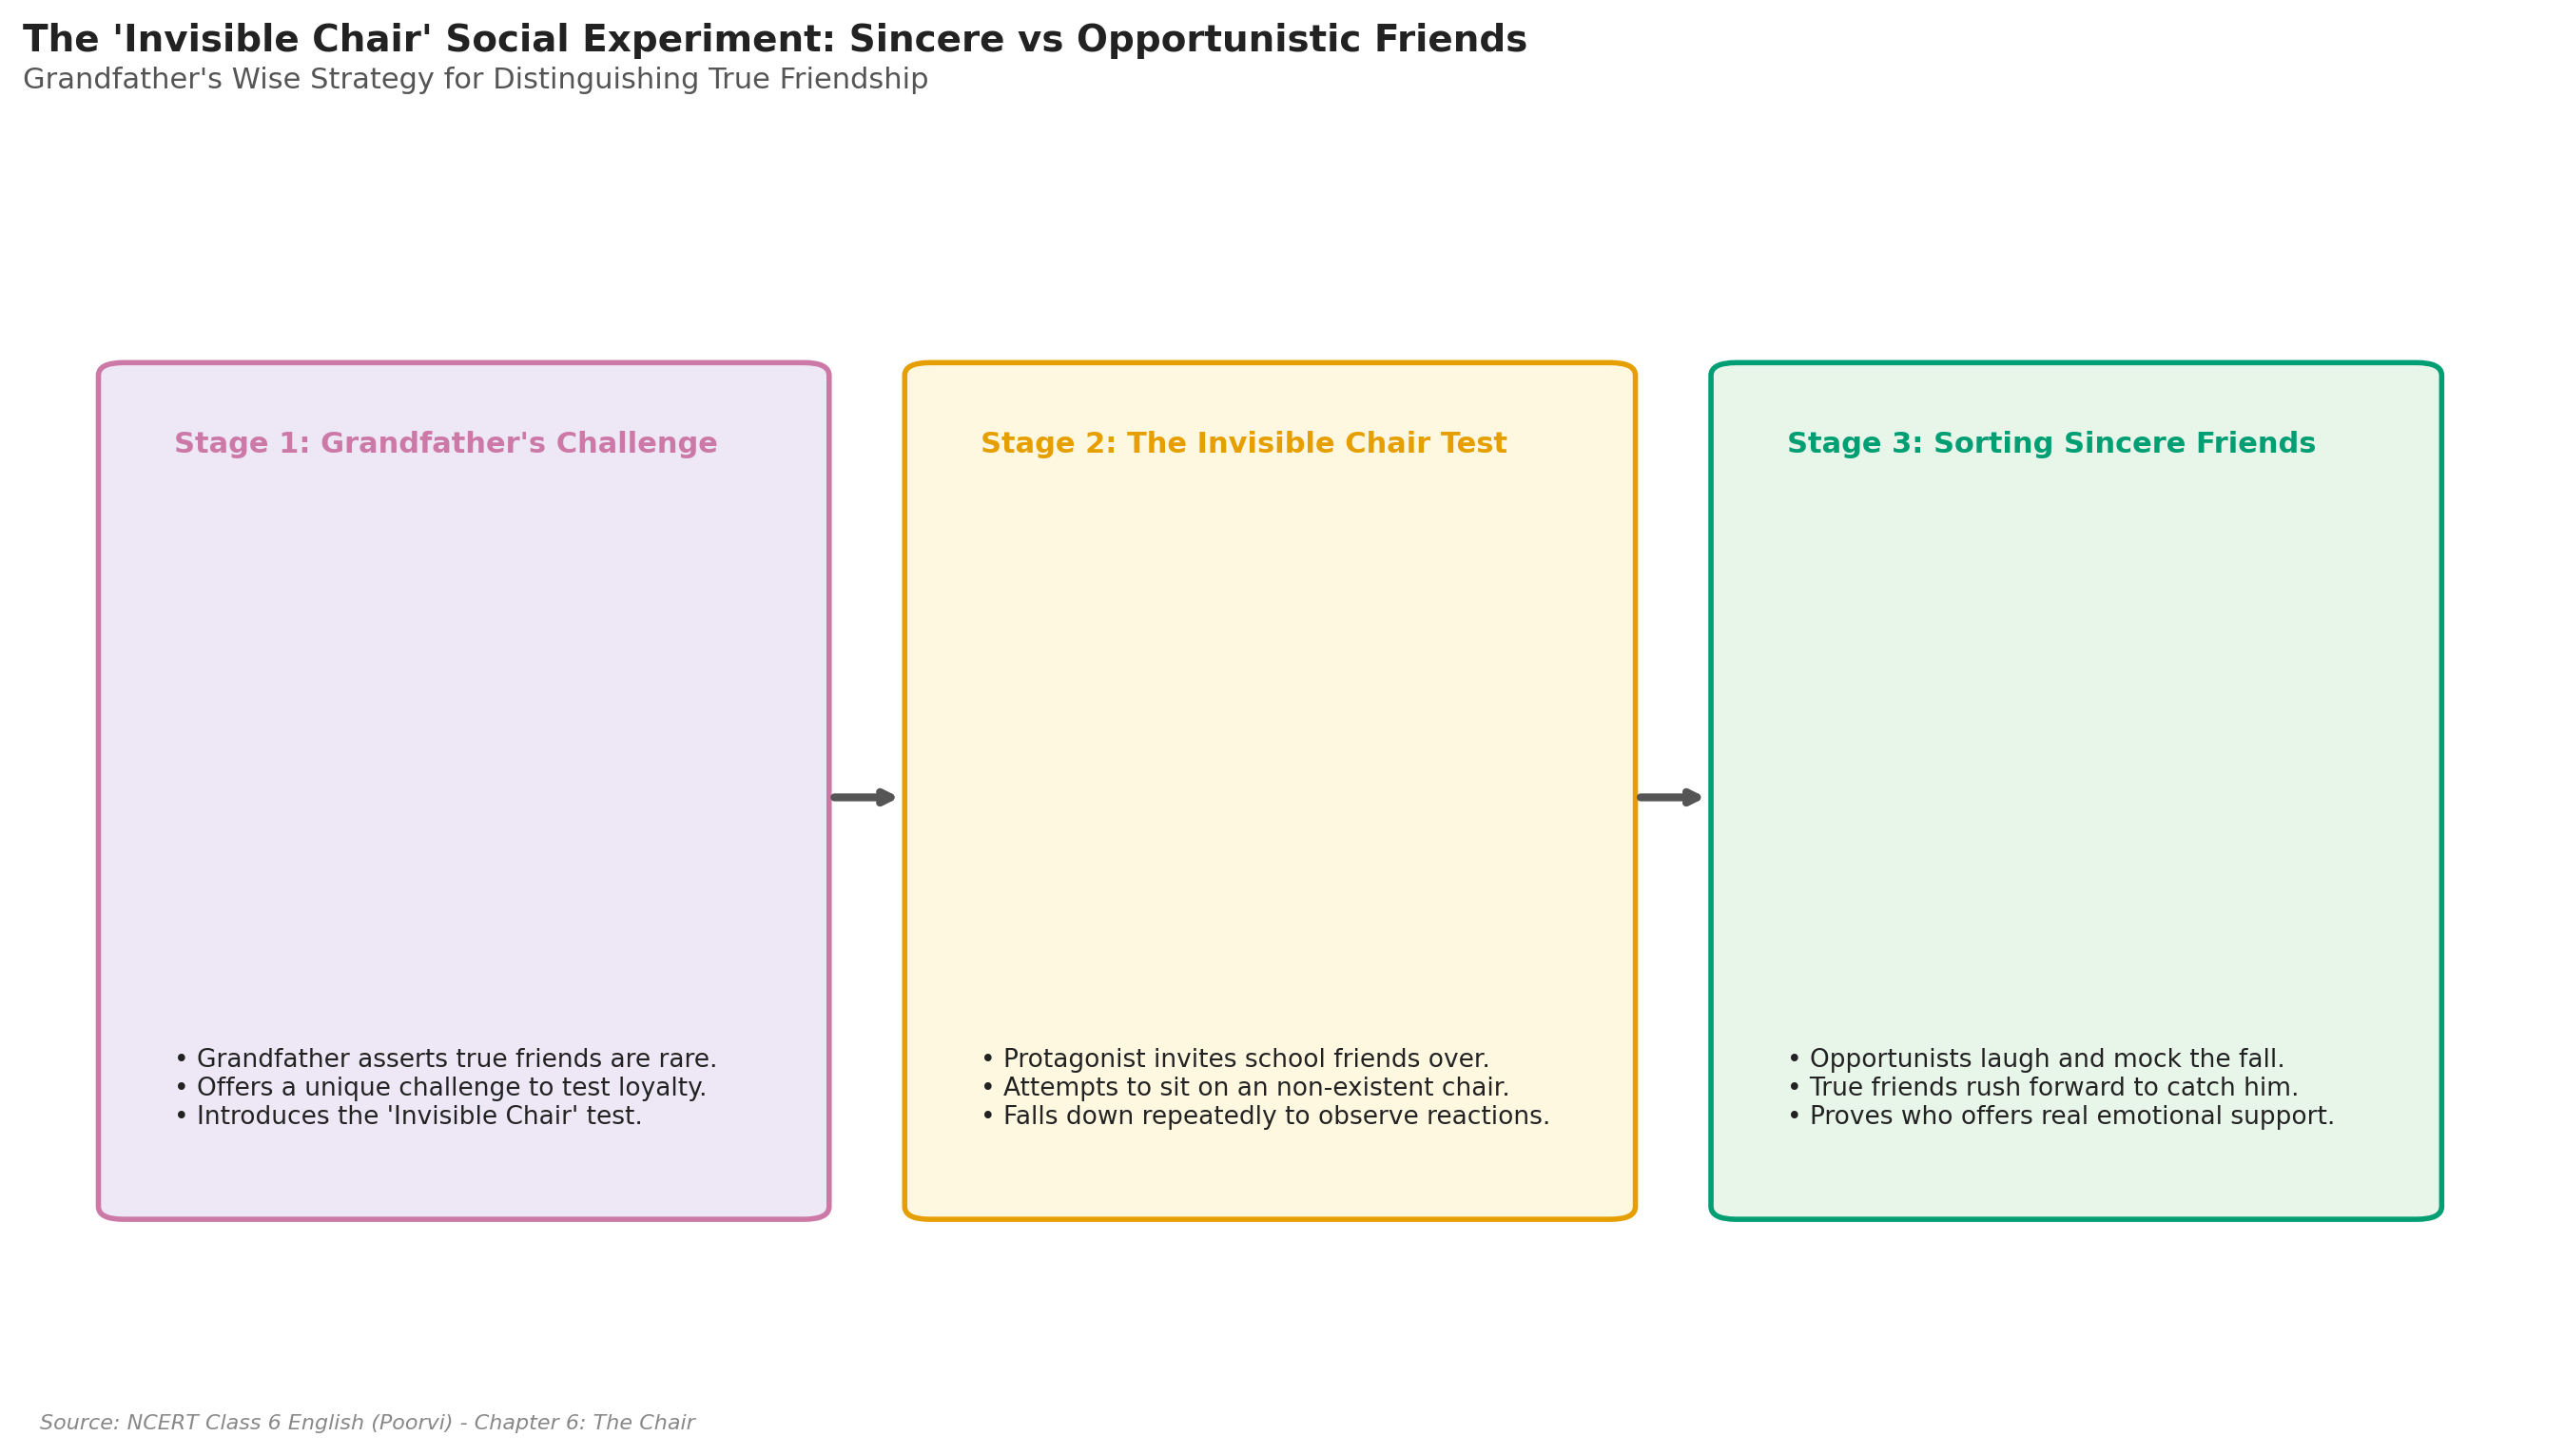 The 'Invisible Chair' Social Experiment: Sincere vs Opportunistic Friends
Grandfather's Wise Strategy for Distinguishing True Friendship
Stage 1: Grandfather's Challenge
• Grandfather asserts true friends are rare.
• Offers a unique challenge to test loyalty.
• Introduces the 'Invisible Chair' test.
Stage 2: The Invisible Chair Test
• Protagonist invites school friends over.
• Attempts to sit on an non-existent chair.
• Falls down repeatedly to observe reactions.
Stage 3: Sorting Sincere Friends
• Opportunists laugh and mock the fall.
• True friends rush forward to catch him.
• Proves who offers real emotional support.
Source: NCERT Class 6 English (Poorvi) - Chapter 6: The Chair